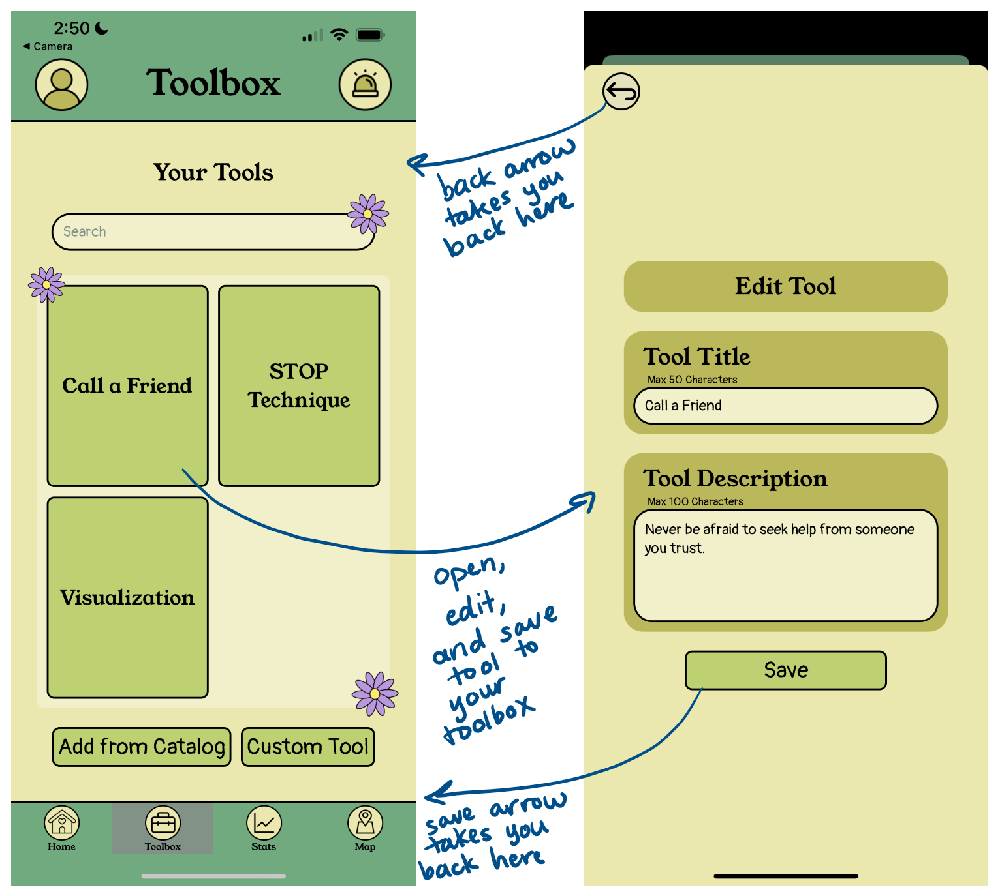 2:50
◀ Camera
Toolbox
Your Tools
Search
Call a Friend
STOP
Technique
Visualization
Add from Catalog
Custom Tool
Home
Toolbox
Stats
Map
back arrow
takes you
back here
open,
edit,
and save
tool to
your
toolbox
save arrow
takes you
back here
Edit Tool
Tool Title
Max 50 Characters
Call a Friend
Tool Description
Max 100 Characters
Never be afraid to seek help from someone
you trust.
Save